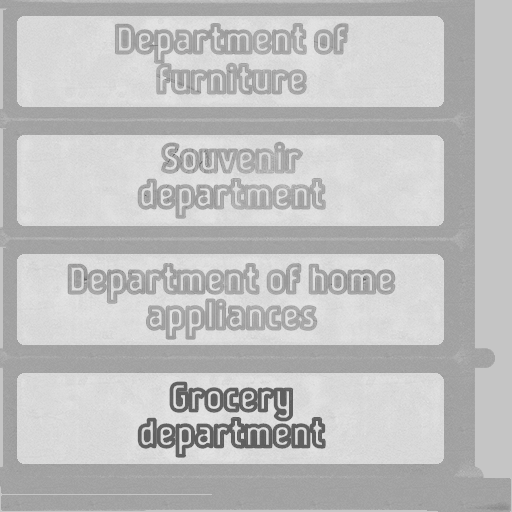 Department of
furniture
Souvenir
department
Department of home
appliances
Grocery
department